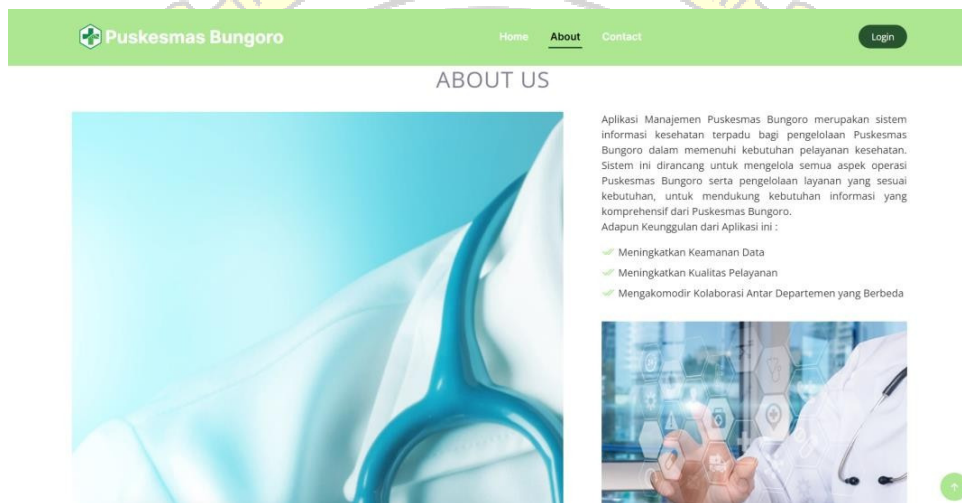 Puskesmas Bungoro
Home About Contact
Login
ABOUT US
Aplikasi Manajemen Puskesmas Bungoro merupakan sistem
informasi kesehatan terpadu bagi pengelolaan Puskesmas
Bungoro dalam memenuhi kebutuhan pelayanan kesehatan.
Sistem ini dirancang untuk mengelola semua aspek operasi
Puskesmas Bungoro serta pengelolaan layanan yang sesuai
kebutuhan, untuk mendukung kebutuhan informasi yang
komprehensif dari Puskesmas Bungoro.
Adapun Keunggulan dari Aplikasi ini :
Meningkatkan Keamanan Data
Meningkatkan Kualitas Pelayanan
Mengakomodir Kolaborasi Antar Departemen yang Berbeda